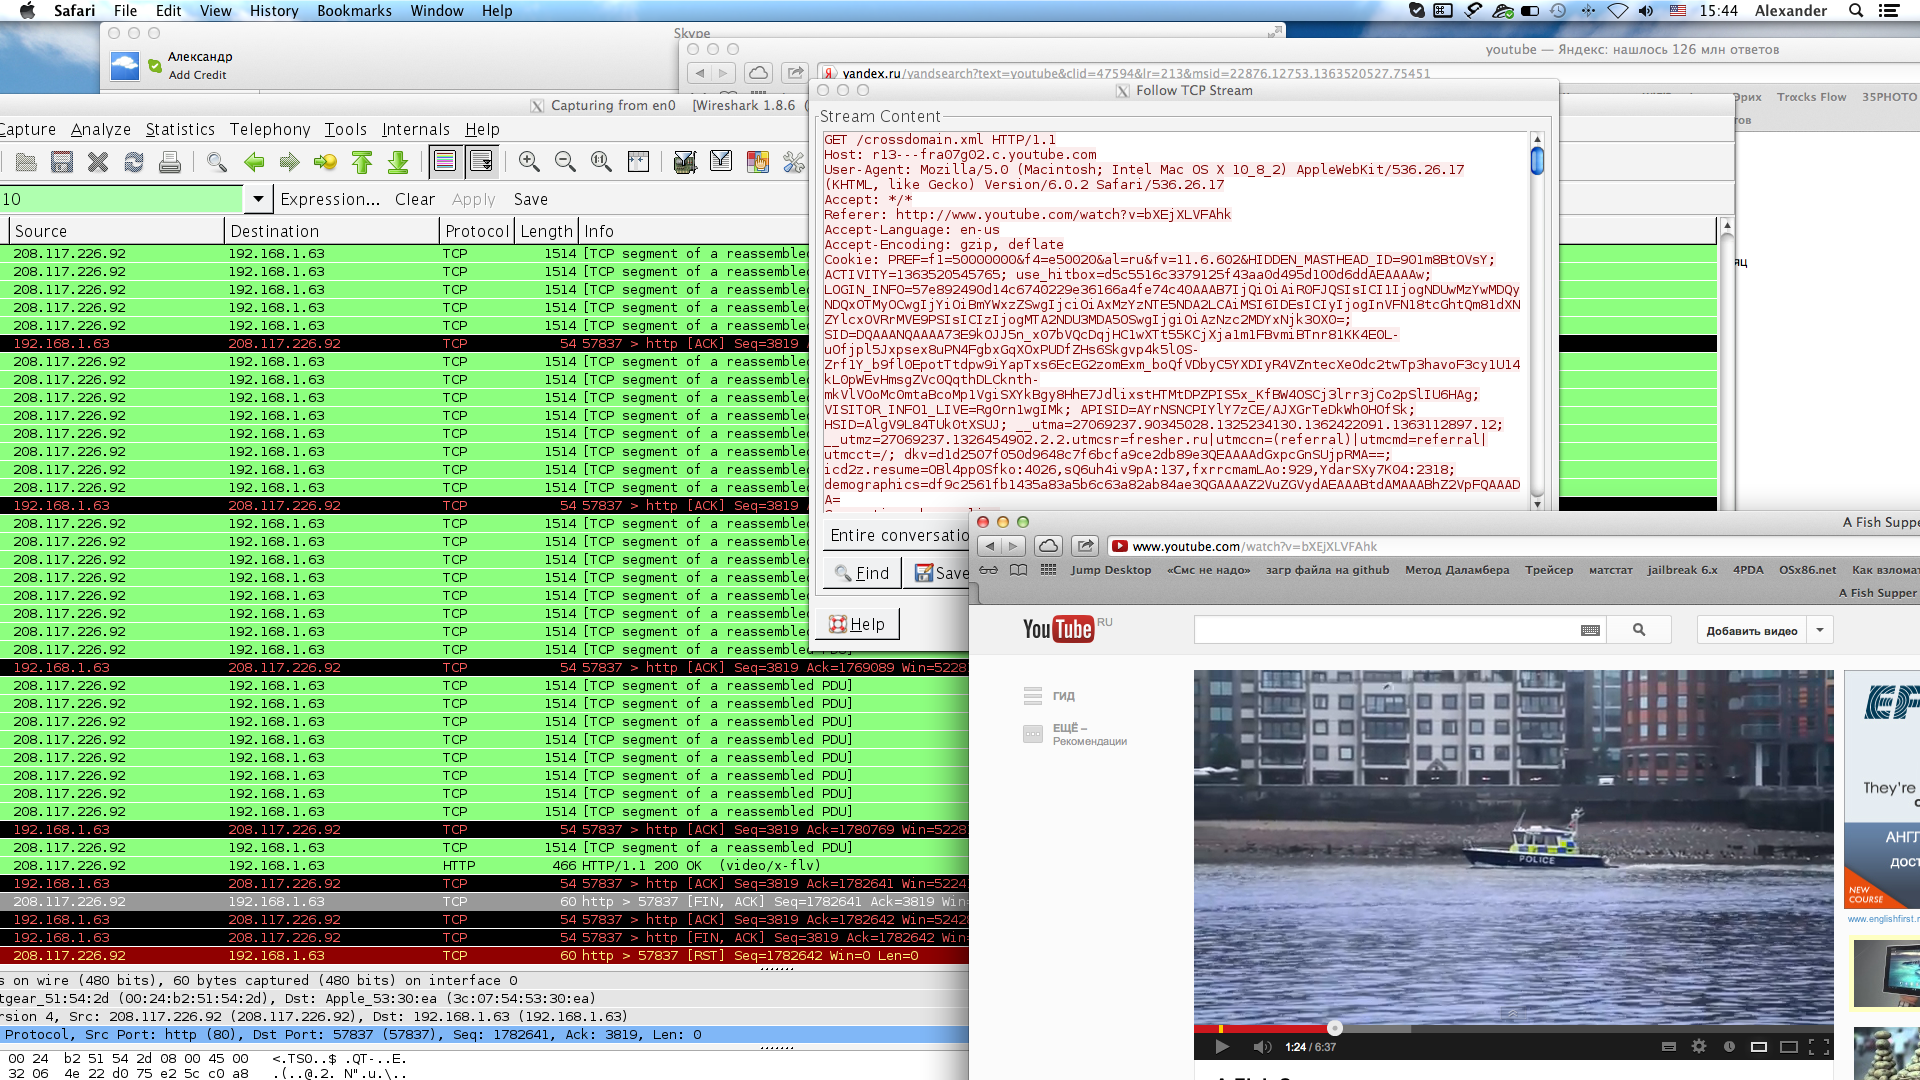 Safari File Edit View History Bookmarks Window Help 15:44 Alexander
Skype
Александр
Add Credit
youtube — Яндекс: нашлось 126 млн ответов
yandex.ru/yandsearch?text=youtube&clid=47594&lr=213&msid=22876.12753.1363520527.75451
Эрих Tracks Flow 35PHOTO
Capturing from en0 [Wireshark 1.8.6
Capture Analyze Statistics Telephony Tools Internals Help
10 Expression... Clear Apply Save
Source Destination Protocol Length Info
208.117.226.92 192.168.1.63 TCP 1514 [TCP segment of a reassembled
208.117.226.92 192.168.1.63 TCP 1514 [TCP segment of a reassembled
208.117.226.92 192.168.1.63 TCP 1514 [TCP segment of a reassembled
208.117.226.92 192.168.1.63 TCP 1514 [TCP segment of a reassembled
208.117.226.92 192.168.1.63 TCP 1514 [TCP segment of a reassembled
192.168.1.63 208.117.226.92 TCP 54 57837 > http [ACK] Seq=3819
208.117.226.92 192.168.1.63 TCP 1514 [TCP segment of a reassembled
208.117.226.92 192.168.1.63 TCP 1514 [TCP segment of a reassembled
208.117.226.92 192.168.1.63 TCP 1514 [TCP segment of a reassembled
208.117.226.92 192.168.1.63 TCP 1514 [TCP segment of a reassembled
208.117.226.92 192.168.1.63 TCP 1514 [TCP segment of a reassembled
208.117.226.92 192.168.1.63 TCP 1514 [TCP segment of a reassembled
208.117.226.92 192.168.1.63 TCP 1514 [TCP segment of a reassembled
208.117.226.92 192.168.1.63 TCP 1514 [TCP segment of a reassembled
192.168.1.63 208.117.226.92 TCP 54 57837 > http [ACK] Seq=3819
208.117.226.92 192.168.1.63 TCP 1514 [TCP segment of a reassembled
208.117.226.92 192.168.1.63 TCP 1514 [TCP segment of a reassembled
208.117.226.92 192.168.1.63 TCP 1514 [TCP segment of a reassembled
208.117.226.92 192.168.1.63 TCP 1514 [TCP segment of a reassembled
208.117.226.92 192.168.1.63 TCP 1514 [TCP segment of a reassembled
208.117.226.92 192.168.1.63 TCP 1514 [TCP segment of a reassembled
208.117.226.92 192.168.1.63 TCP 1514 [TCP segment of a reassembled
208.117.226.92 192.168.1.63 TCP 1514 [TCP segment of a reassembled PDU]
192.168.1.63 208.117.226.92 TCP 54 57837 > http [ACK] Seq=3819 Ack=1769089 Win=5228
208.117.226.92 192.168.1.63 TCP 1514 [TCP segment of a reassembled PDU]
208.117.226.92 192.168.1.63 TCP 1514 [TCP segment of a reassembled PDU]
208.117.226.92 192.168.1.63 TCP 1514 [TCP segment of a reassembled PDU]
208.117.226.92 192.168.1.63 TCP 1514 [TCP segment of a reassembled PDU]
208.117.226.92 192.168.1.63 TCP 1514 [TCP segment of a reassembled PDU]
208.117.226.92 192.168.1.63 TCP 1514 [TCP segment of a reassembled PDU]
208.117.226.92 192.168.1.63 TCP 1514 [TCP segment of a reassembled PDU]
208.117.226.92 192.168.1.63 TCP 1514 [TCP segment of a reassembled PDU]
192.168.1.63 208.117.226.92 TCP 54 57837 > http [ACK] Seq=3819 Ack=1780769 Win=5228
208.117.226.92 192.168.1.63 TCP 1514 [TCP segment of a reassembled PDU]
208.117.226.92 192.168.1.63 HTTP 466 HTTP/1.1 200 OK (video/x-flv)
192.168.1.63 208.117.226.92 TCP 54 57837 > http [ACK] Seq=3819 Ack=1782641 Win=5224
208.117.226.92 192.168.1.63 TCP 60 http > 57837 [FIN, ACK] Seq=1782641 Ack=3819 Win=
192.168.1.63 208.117.226.92 TCP 54 57837 > http [ACK] Seq=3819 Ack=1782642 Win=5242
192.168.1.63 208.117.226.92 TCP 54 57837 > http [FIN, ACK] Seq=3819 Ack=1782642 Win=
208.117.226.92 192.168.1.63 TCP 60 http > 57837 [RST] Seq=1782642 Win=0 Len=0
s on wire (480 bits), 60 bytes captured (480 bits) on interface 0
tgear_51:54:2d (00:24:b2:51:54:2d), Dst: Apple_53:30:ea (3c:07:54:53:30:ea)
rsion 4, Src: 208.117.226.92 (208.117.226.92), Dst: 192.168.1.63 (192.168.1.63)
Protocol, Src Port: http (80), Dst Port: 57837 (57837), Seq: 1782641, Ack: 3819, Len: 0
00 24 b2 51 54 2d 08 00 45 00 <.TS0..$ .QT-..E.
32 06 4e 22 d0 75 e2 5c c0 a8 .(..@.2. N".u.\..
Follow TCP Stream
Stream Content
GET /crossdomain.xml HTTP/1.1
Host: r13---fra07g02.c.youtube.com
User-Agent: Mozilla/5.0 (Macintosh; Intel Mac OS X 10_8_2) AppleWebKit/536.26.17
(KHTML, like Gecko) Version/6.0.2 Safari/536.26.17
Accept: */*
Referer: http://www.youtube.com/watch?v=bXEjXLVFAhk
Accept-Language: en-us
Accept-Encoding: gzip, deflate
Cookie: PREF=f1=50000000&f4=e50020&al=ru&fv=11.6.602&HIDDEN_MASTHEAD_ID=901m8BtOVsY;
ACTIVITY=1363520545765; use_hitbox=d5c5516c3379125f43aa0d495d100d6ddAEAAAAw;
VISITOR_INFO1_LIVE=RgOrn1wgIMk;
__utma=27069237.90345028.1325234130.1362422091.1363112897.12;
__utmz=27069237.1326454902.2.2.utmcsr=fresher.ru|utmccn=(referral)|utmcmd=referral|
utmcct=/; dkv=d1d2507f050d9648c7f6bcfa9ce2db89e3QEAAAAdGxpcGnSUjpRMA==;
icd2z.resume=OBl4ppOSfko:4026,sQ6uh4iv9pA:137,fxrrcmamLAo:929,YdarSXy7K04:2318;
A=
Entire conversatio
Find Save
Help
A Fish Suppe
www.youtube.com/watch?v=bXEjXLVFAhk
Jump Desktop «Смс не надо» загр файла на github Метод Даламбера Трейсер матстат jailbreak 6.x 4PDA OSx86.net Как взломат
A Fish Supper
YouTube RU
Добавить видео
ГИД
ЕЩЁ –
Рекомендации
POLICE
1:24 / 6:37
EF
They're
АНГЛ
дос
NEW
COURSE
www.englishfirst.r